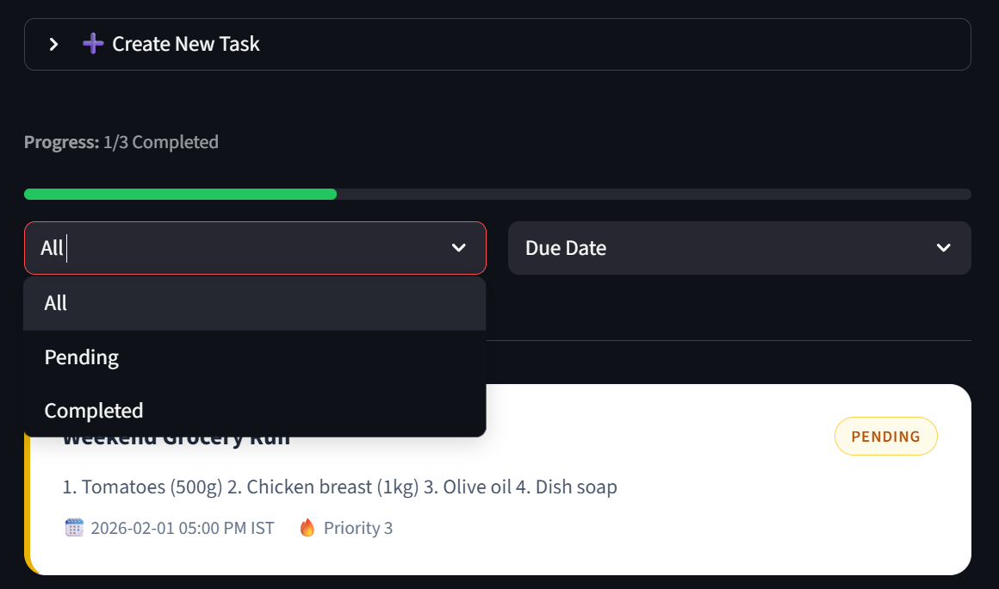 Create New Task
Progress: 1/3 Completed
All
Due Date
All
Pending
Completed
Weekend Grocery Run
PENDING
1. Tomatoes (500g) 2. Chicken breast (1kg) 3. Olive oil 4. Dish soap
2026-02-01 05:00 PM IST Priority 3